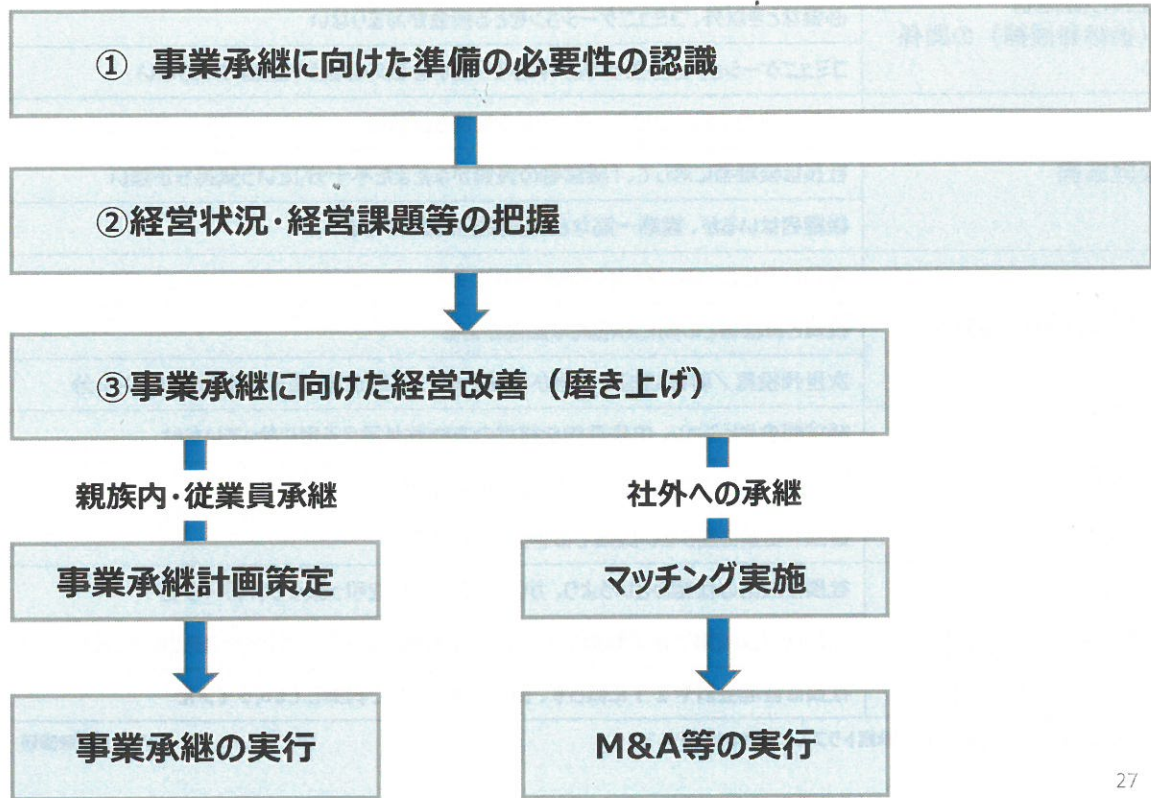 ① 事業承継に向けた準備の必要性の認識
②経営状況・経営課題等の把握
③事業承継に向けた経営改善（磨き上げ）
親族内・従業員承継
社外への承継
事業承継計画策定
マッチング実施
事業承継の実行
M&A等の実行
27